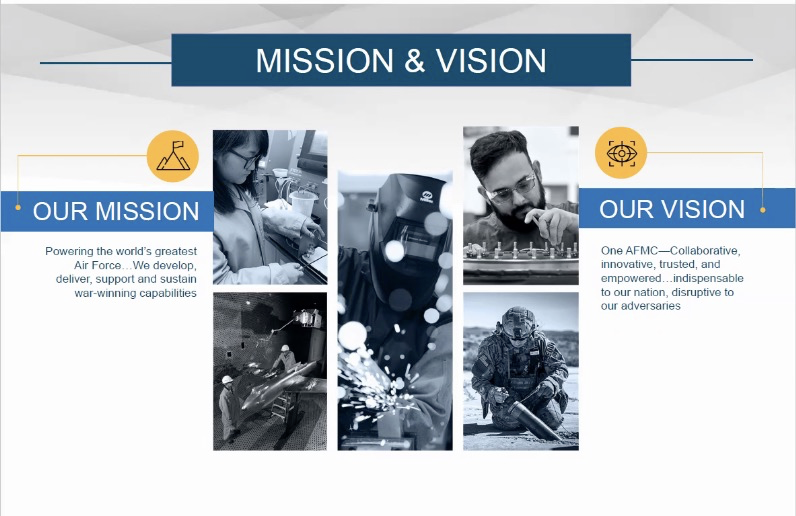 MISSION & VISION
OUR MISSION
Powering the world's greatest
Air Force...We develop,
deliver, support and sustain
war-winning capabilities
OUR VISION
One AFMC—Collaborative,
innovative, trusted, and
empowered...indispensable
to our nation, disruptive to
our adversaries